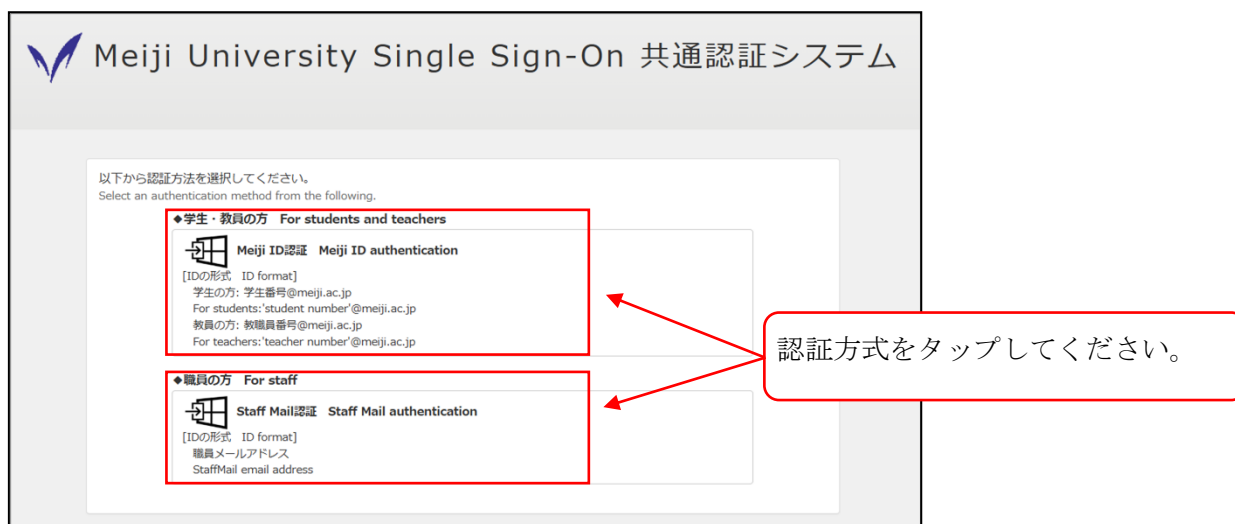 Meiji University Single Sign-On 共通認証システム
以下から認証方法を選択してください。
Select an authentication method from the following.
◆学生・教員の方 For students and teachers
Meiji ID認証 Meiji ID authentication
[IDの形式 ID format]
学生の方: 学生番号@meiji.ac.jp
For students:'student number'@meiji.ac.jp
教員の方: 教職員番号@meiji.ac.jp
For teachers:'teacher number'@meiji.ac.jp
認証方式をタップしてください。
◆職員の方 For staff
Staff Mail認証 Staff Mail authentication
[IDの形式 ID format]
職員メールアドレス
StaffMail email address